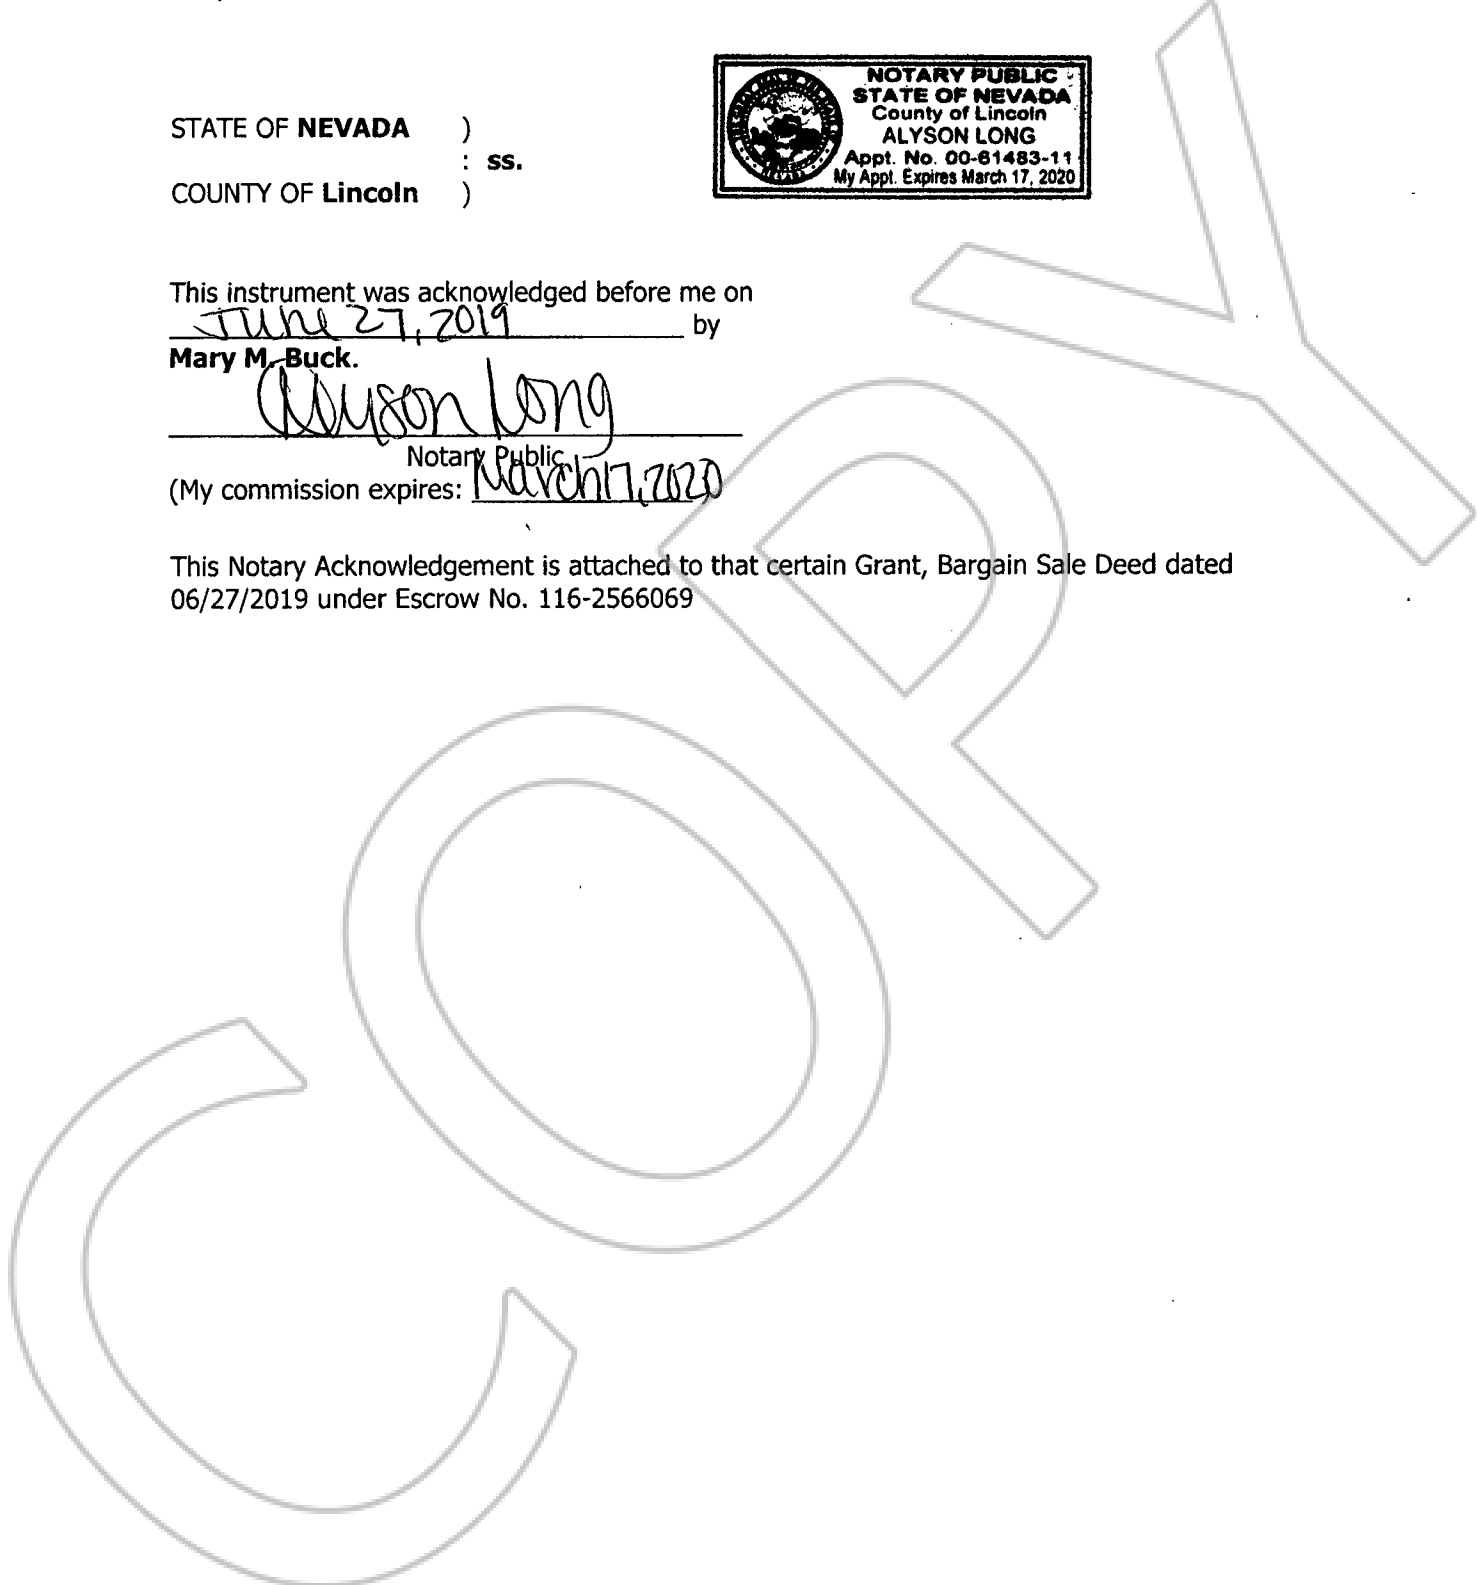 NOTARY PUBLIC
STATE OF NEVADA
County of Lincoln
ALYSON LONG
Appt. No. 00-61483-11
My Appt. Expires March 17, 2020
STATE OF NEVADA )
: ss.
COUNTY OF Lincoln )
This instrument was acknowledged before me on
June 27, 2019 by
Mary M. Buck.
Alyson Long
Notary Public
(My commission expires: March 17, 2020
This Notary Acknowledgement is attached to that certain Grant, Bargain Sale Deed dated
06/27/2019 under Escrow No. 116-2566069
COPY